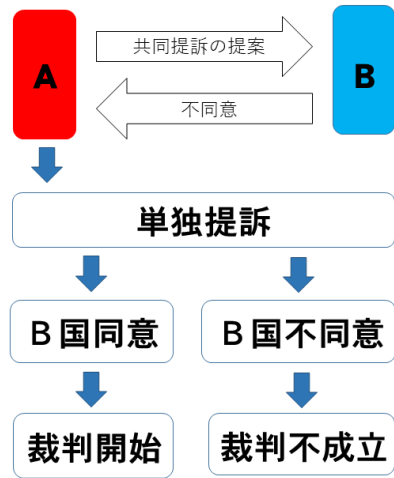 A
共同提訴の提案
B
不同意
単独提訴
B国同意
B国不同意
裁判開始
裁判不成立